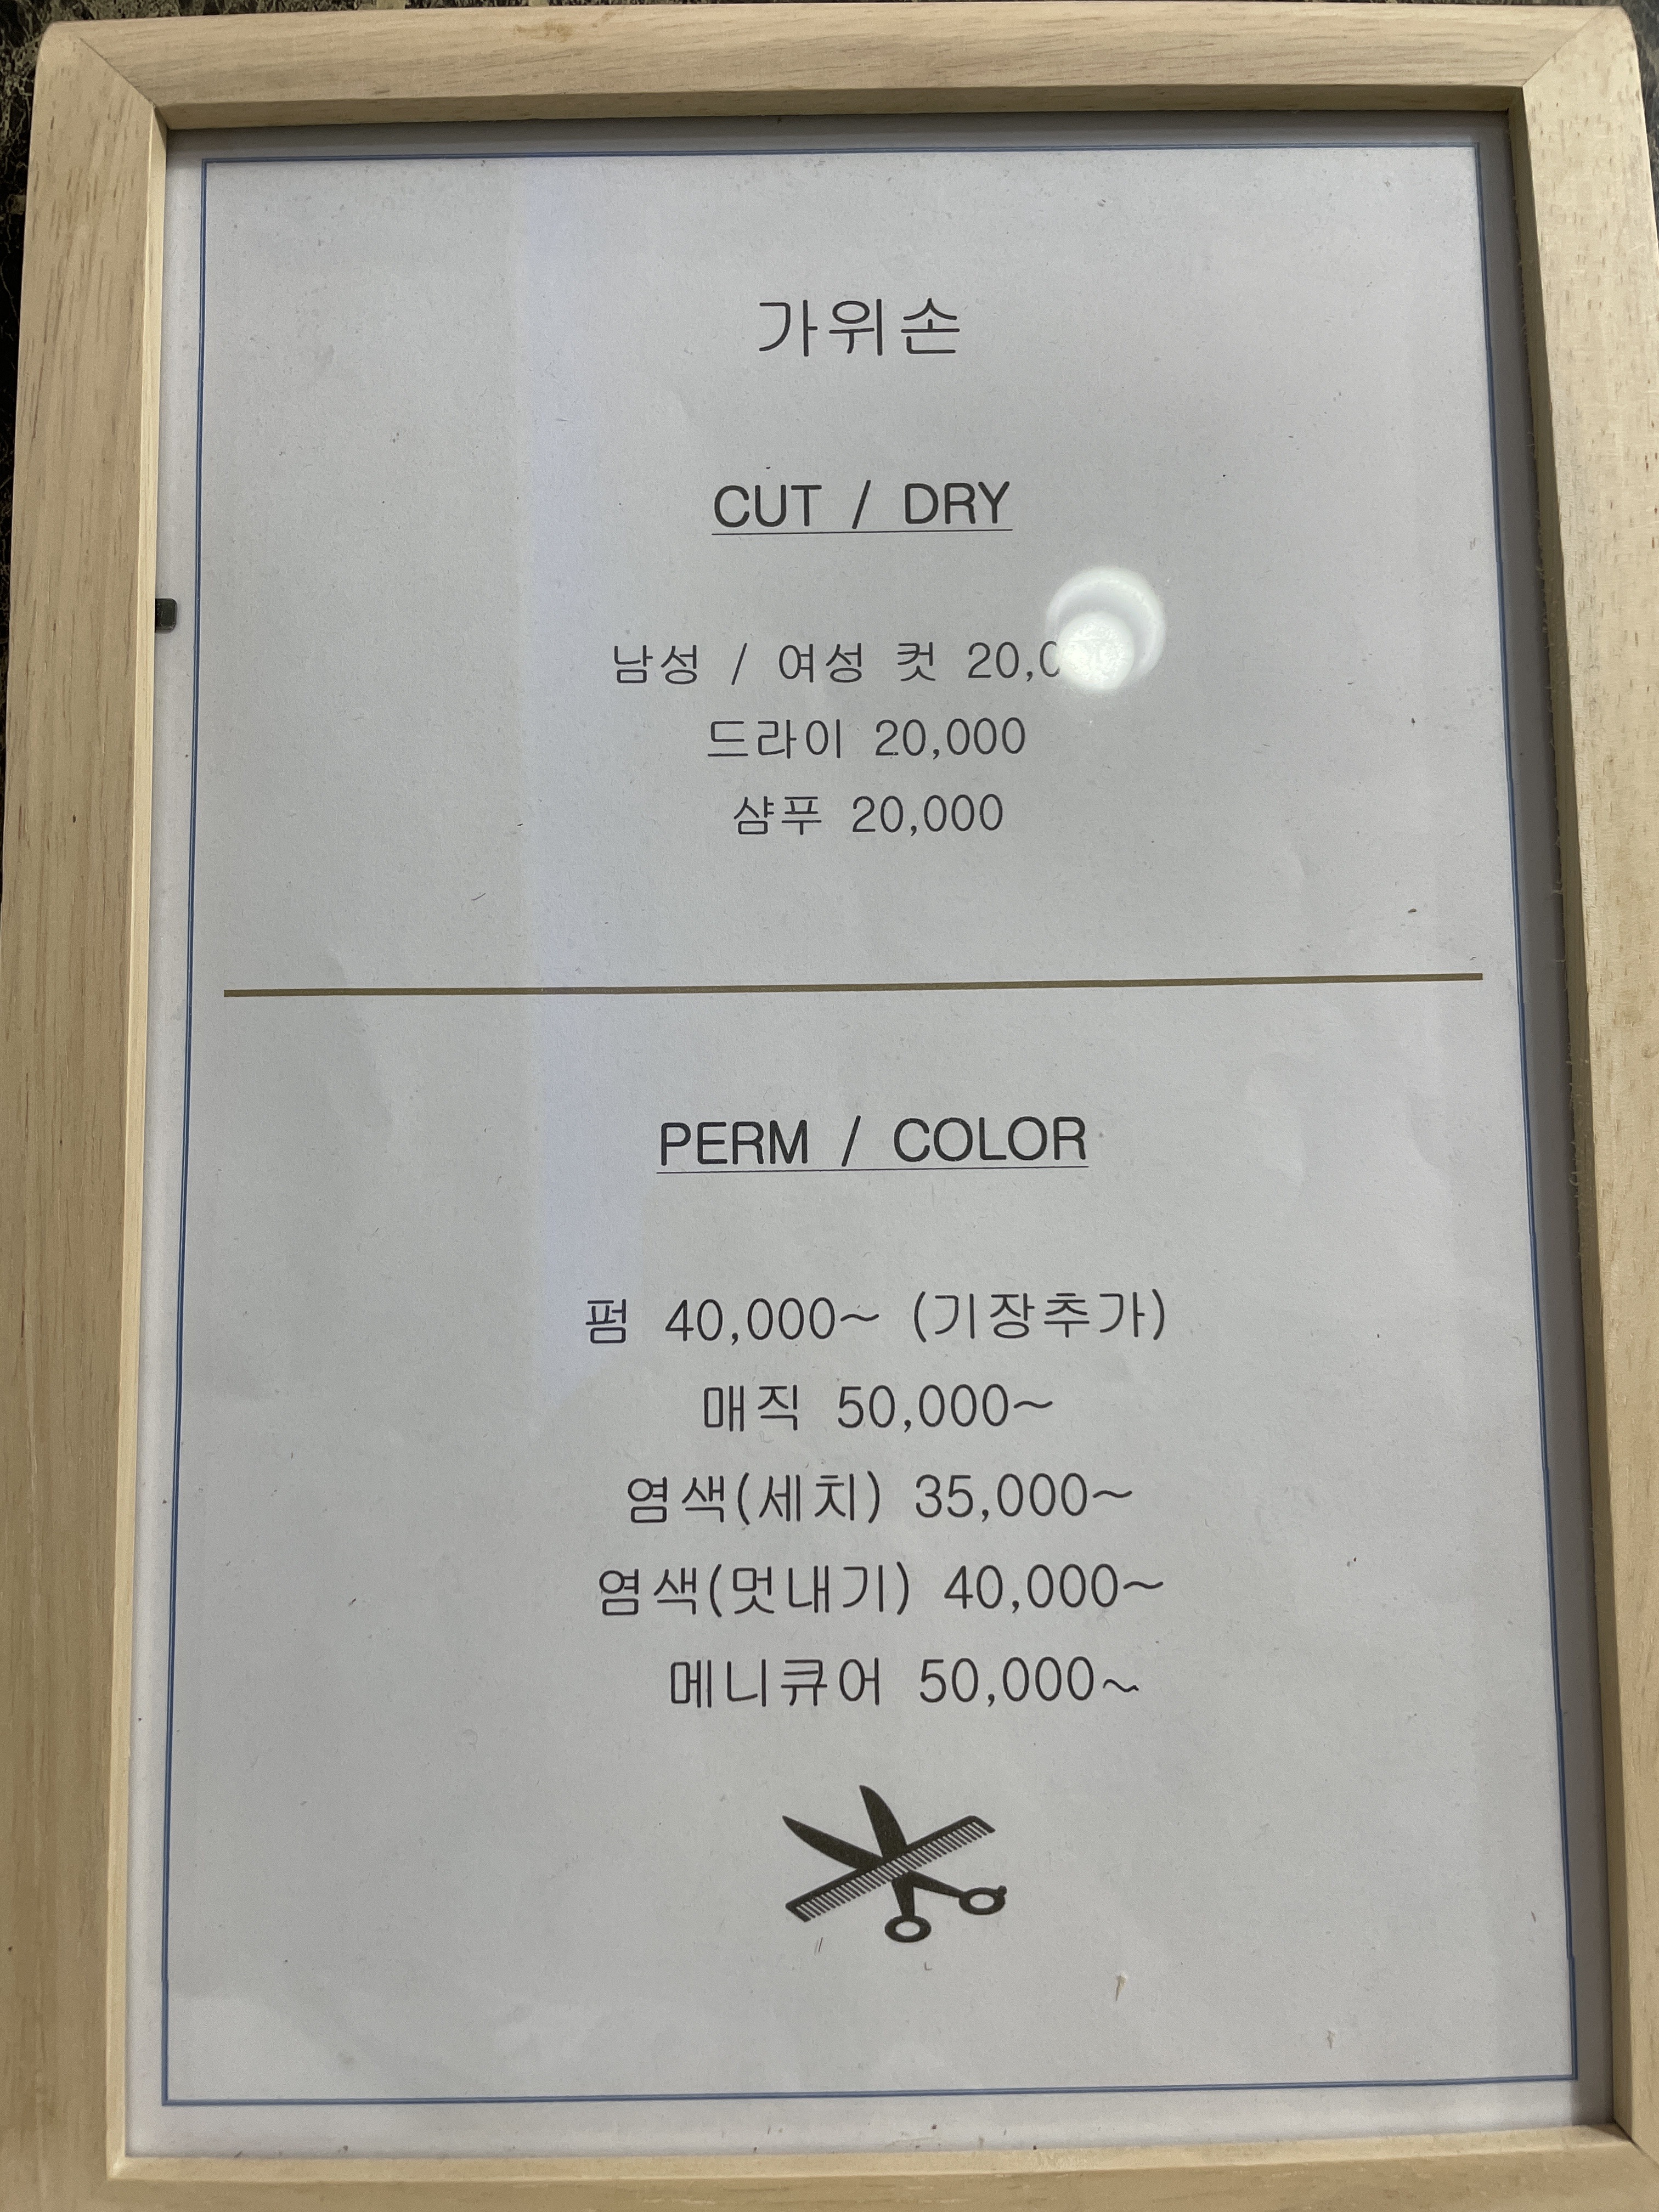 가위손
CUT / DRY
남성 / 여성 컷
드라이 20,000
샴푸 20,000
PERM / COLOR
펌 40,000~ (기장추가)
매직 50,000~
염색(세치) 35,000~
염색(멋내기) 40,000~
메니큐어 50,000~